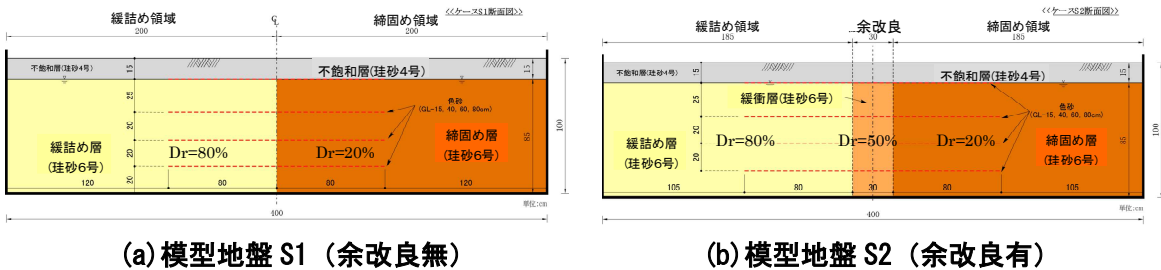 <<ケースS1断面図>>
緩詰め領域
締固め領域
200
200
不飽和層(珪砂4号)
15
不飽和層(珪砂4号)
15
25
色砂
(GL-15, 40, 60, 80cm)
20
緩詰め層
(珪砂6号)
Dr=80%
Dr=20%
締固め層
(珪砂6号)
20
20
85
100
120
80
80
120
単位:cm
400
(a)模型地盤 S1（余改良無）
<<ケースS2断面図>>
緩詰め領域
余改良
締固め領域
185
30
185
不飽和層(珪砂4号)
15
不飽和層(珪砂4号)
15
25
緩衝層(珪砂6号)
色砂
(GL-15, 40, 60, 80cm)
20
緩詰め層
(珪砂6号)
Dr=80%
Dr=50%
Dr=20%
締固め層
(珪砂6号)
20
85
100
105
80
30
80
105
単位:cm
400
(b)模型地盤 S2（余改良有）